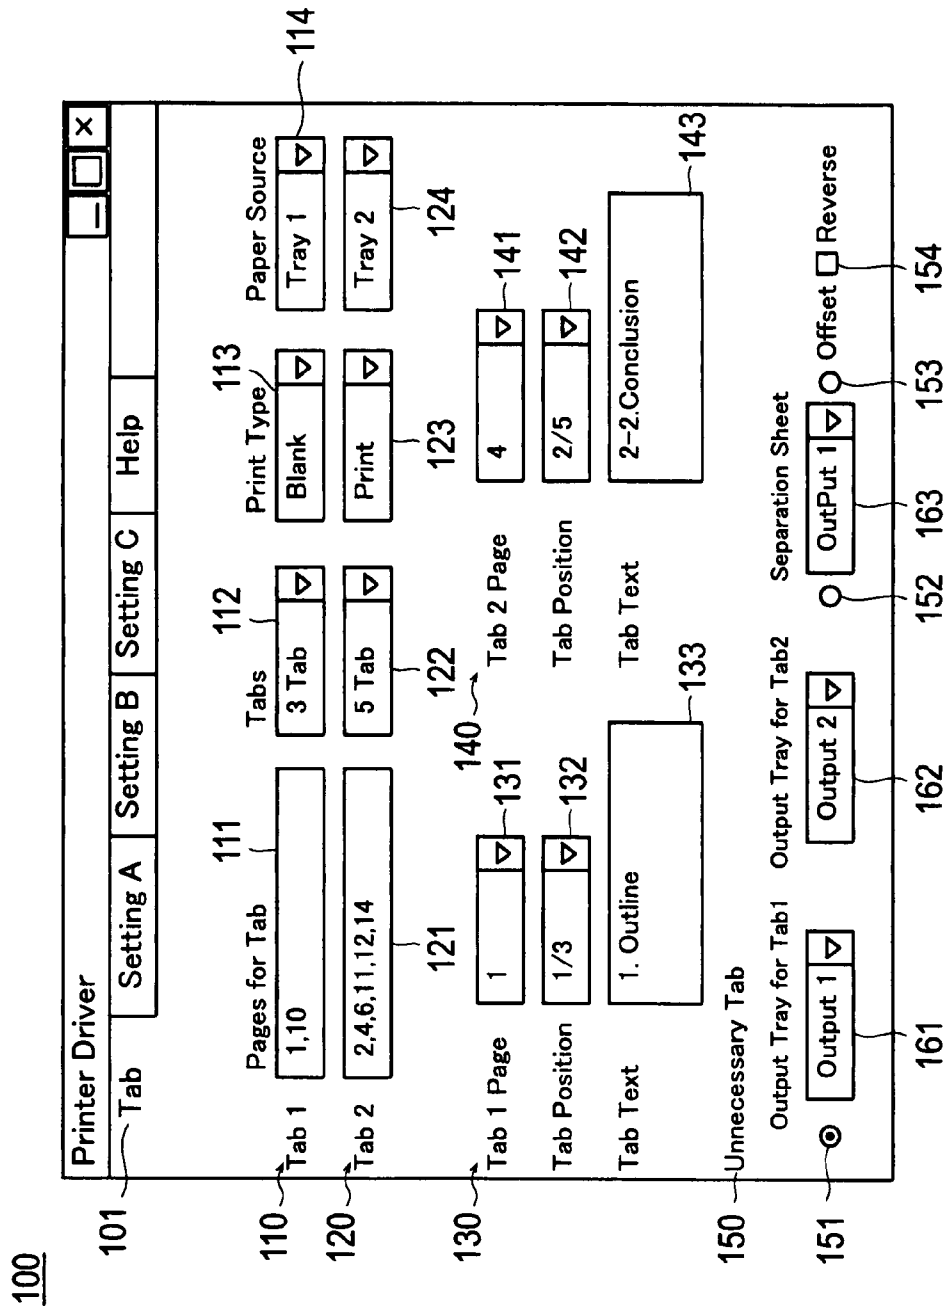 100
Printer Driver
101
Tab
Setting A
Setting B
Setting C
Help
111
112
113
114
Pages for Tab
Tabs
Print Type
Paper Source
110
Tab 1
1,10
3 Tab
Blank
Tray 1
120
Tab 2
2,4,6,11,12,14
5 Tab
Print
Tray 2
121
122
123
124
130
Tab 1 Page
1
131
140
Tab 2 Page
4
141
Tab Position
1/3
132
Tab Position
2/5
142
Tab Text
1. Outline
133
Tab Text
2-2.Conclusion
143
150
Unnecessary Tab
Output Tray for Tab1
Output Tray for Tab2
Separation Sheet
151
Output 1
Output 2
OutPut 1
Offset
Reverse
161
162
152
163
153
154